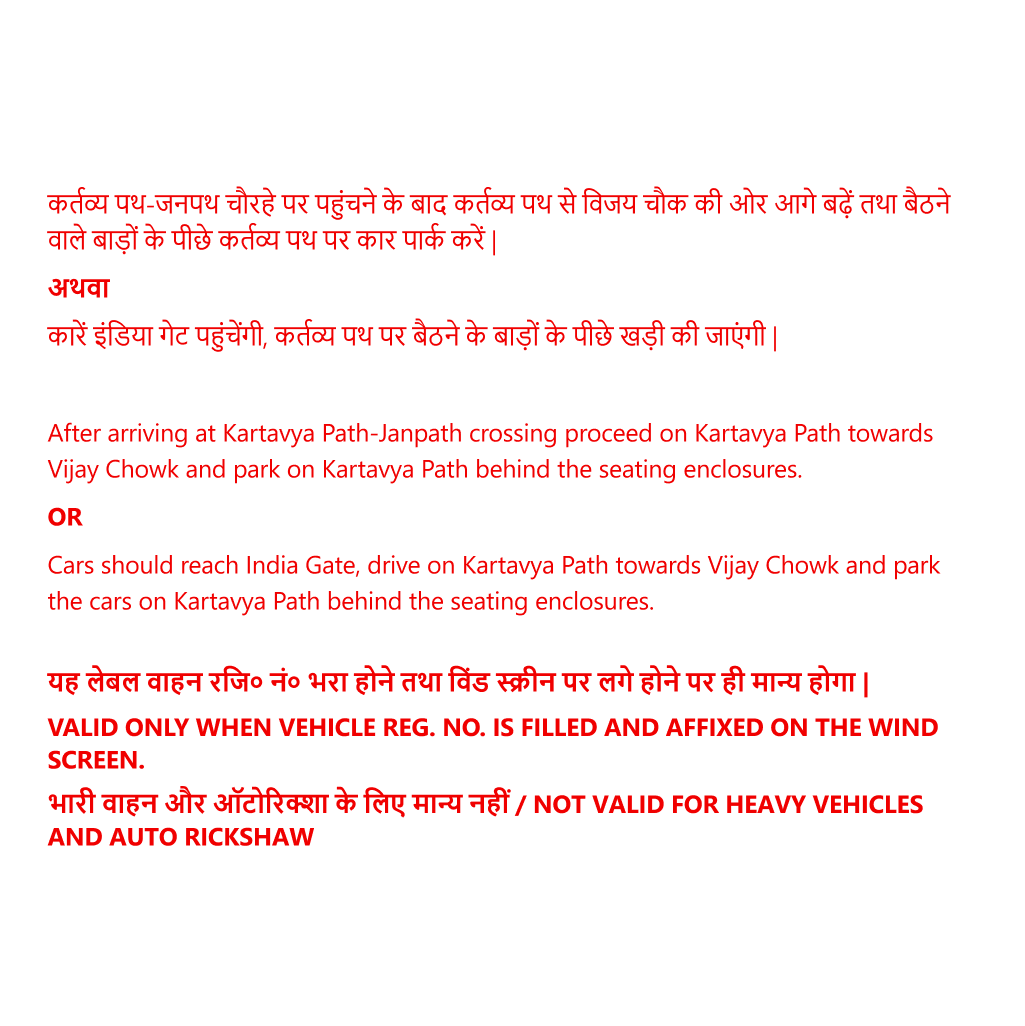 कर्तव्य पथ-जनपथ चौरहे पर पहुंचने के बाद कर्तव्य पथ से विजय चौक की ओर आगे बढ़ें तथा बैठने
वाले बाड़ों के पीछे कर्तव्य पथ पर कार पार्क करें |
अथवा
कारें इंडिया गेट पहुंचेंगी, कर्तव्य पथ पर बैठने के बाड़ों के पीछे खड़ी की जाएंगी |
After arriving at Kartavya Path-Janpath crossing proceed on Kartavya Path towards
Vijay Chowk and park on Kartavya Path behind the seating enclosures.
OR
Cars should reach India Gate, drive on Kartavya Path towards Vijay Chowk and park
the cars on Kartavya Path behind the seating enclosures.
यह लेबल वाहन रजि० नं० भरा होने तथा विंड स्क्रीन पर लगे होने पर ही मान्य होगा |
VALID ONLY WHEN VEHICLE REG. NO. IS FILLED AND AFFIXED ON THE WIND
SCREEN.
भारी वाहन और ऑटोरिक्शा के लिए मान्य नहीं / NOT VALID FOR HEAVY VEHICLES
AND AUTO RICKSHAW